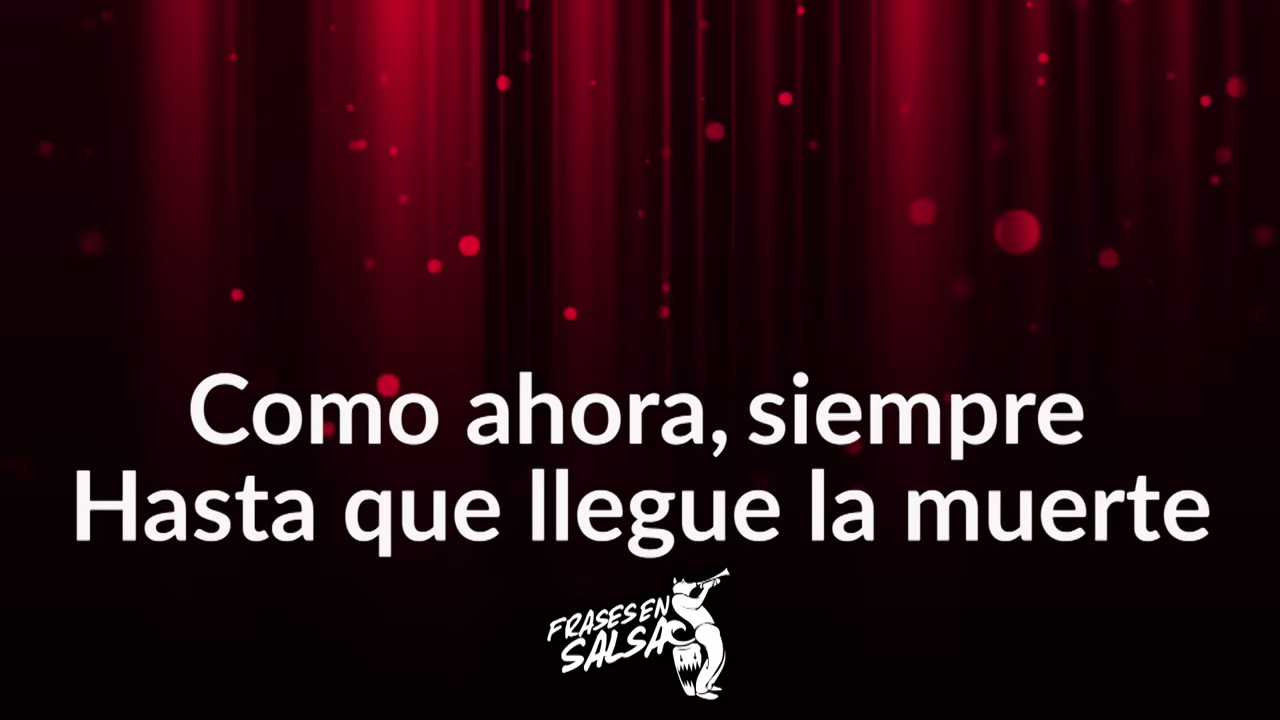 Como ahora, siempre
Hasta que llegue la muerte
FRASES EN
SALSA